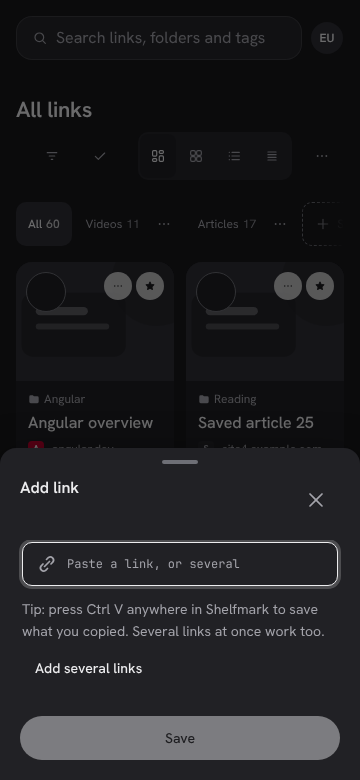 Search links, folders and tags
EU
All links
All 60
Videos 11
Articles 17
Angular
Reading
Angular overview
Saved article 25
Add link
Paste a link, or several
Tip: press Ctrl V anywhere in Shelfmark to save
what you copied. Several links at once work too.
Add several links
Save